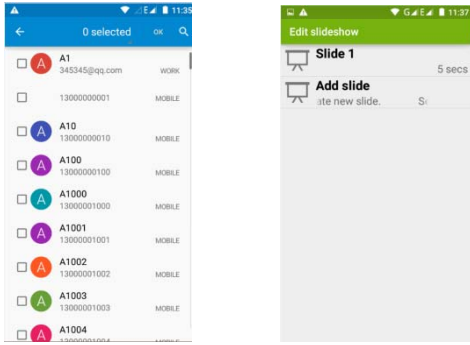 11:35
0 selected OK
A1
345345@qq.com WORK
13000000001 MOBILE
A A10
13000000010 MOBILE
A A100
13000000100 MOBILE
A A1000
13000001000 MOBILE
A A1001
13000001001 MOBILE
A A1002
13000001002 MOBILE
A A1003
13000001003 MOBILE
A A1004
13000001004 MOBILE
G E 11:37
Edit slideshow
Slide 1
5 secs
Add slide
ate new slide.